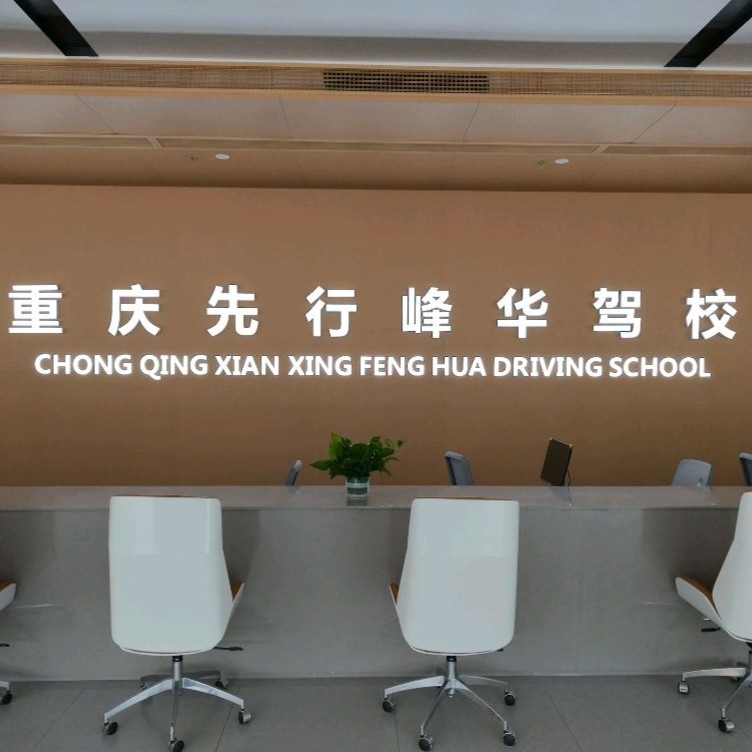 重庆先行峰华驾校
CHONG QING XIAN XING FENG HUA DRIVING SCHOOL